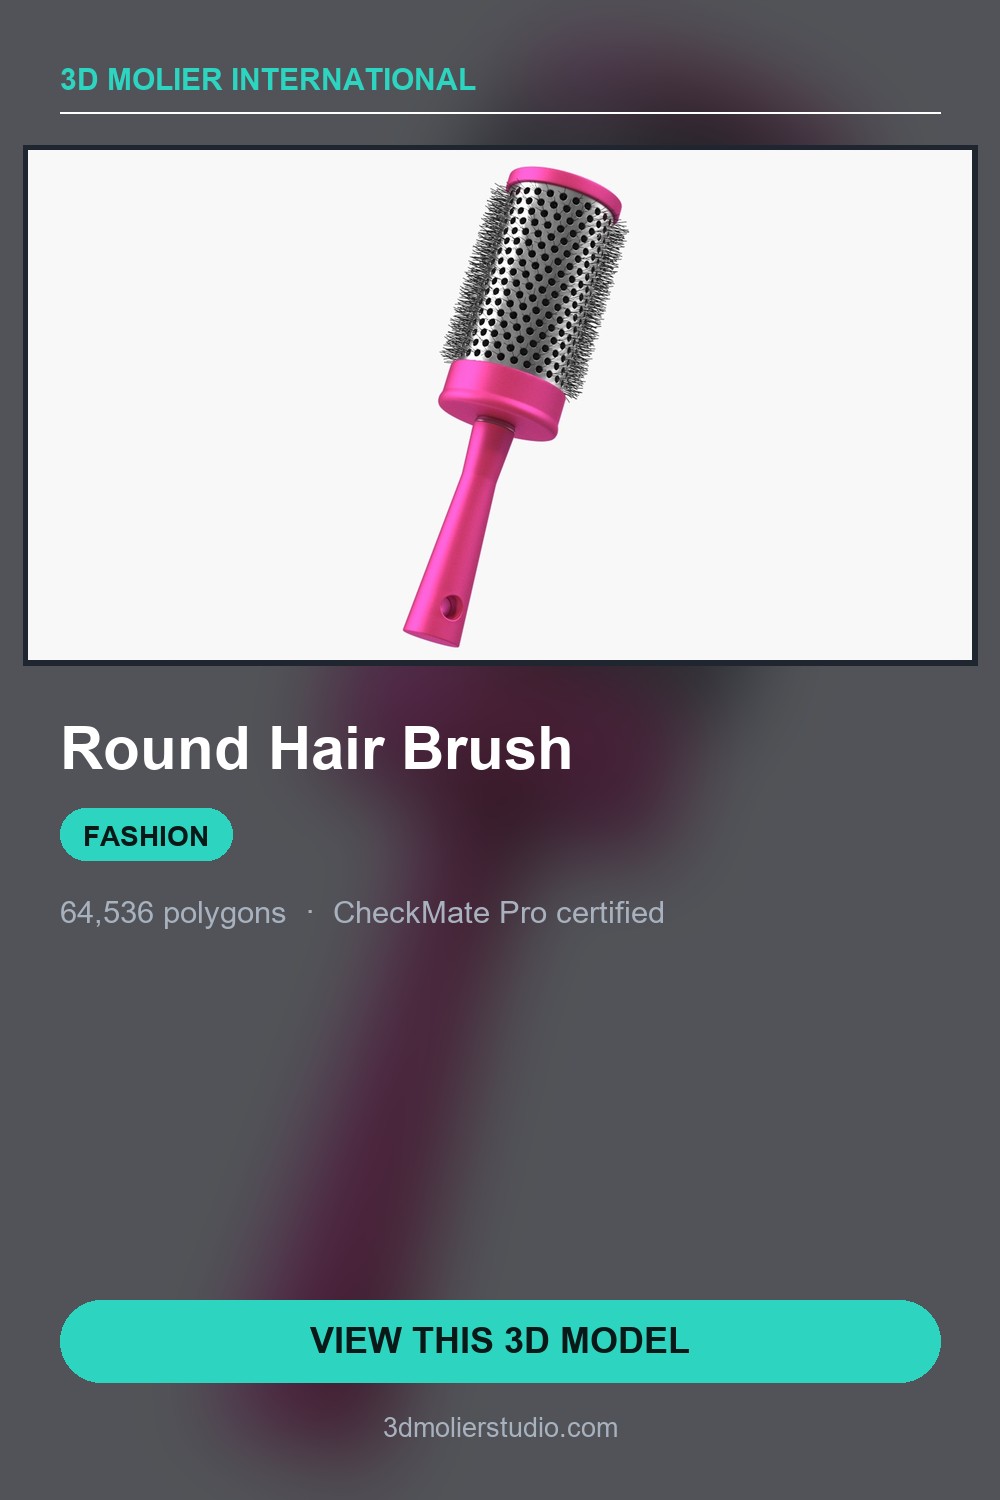 3D MOLIER INTERNATIONAL
Round Hair Brush
FASHION
64,536 polygons · CheckMate Pro certified
VIEW THIS 3D MODEL
3dmolierstudio.com